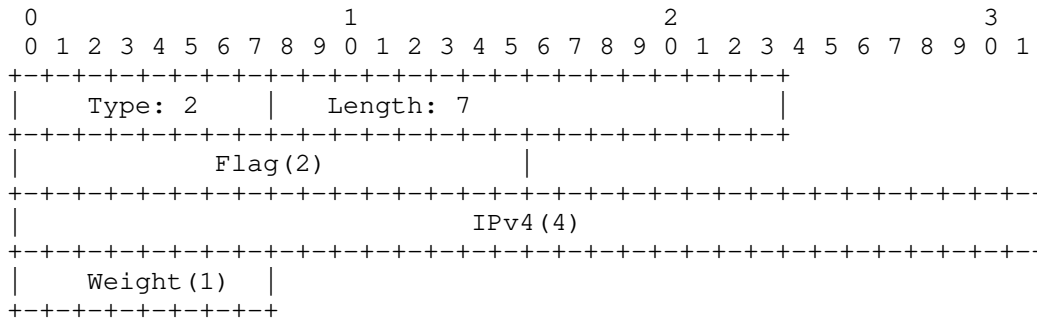 0                   1                   2                   3
 0 1 2 3 4 5 6 7 8 9 0 1 2 3 4 5 6 7 8 9 0 1 2 3 4 5 6 7 8 9 0 1
+-+-+-+-+-+-+-+-+-+-+-+-+-+-+-+-+-+-+-+-+-+-+-+-+
|    Type: 2    |   Length: 7                   |
+-+-+-+-+-+-+-+-+-+-+-+-+-+-+-+-+-+-+-+-+-+-+-+-+
|            Flag(2)            |
+-+-+-+-+-+-+-+-+-+-+-+-+-+-+-+-+-+-+-+-+-+-+-+-+-+-+-+-+-+-+-+-+-
|                            IPv4(4)
+-+-+-+-+-+-+-+-+-+-+-+-+-+-+-+-+-+-+-+-+-+-+-+-+-+-+-+-+-+-+-+-+-
|    Weight(1)  |
+-+-+-+-+-+-+-+-+